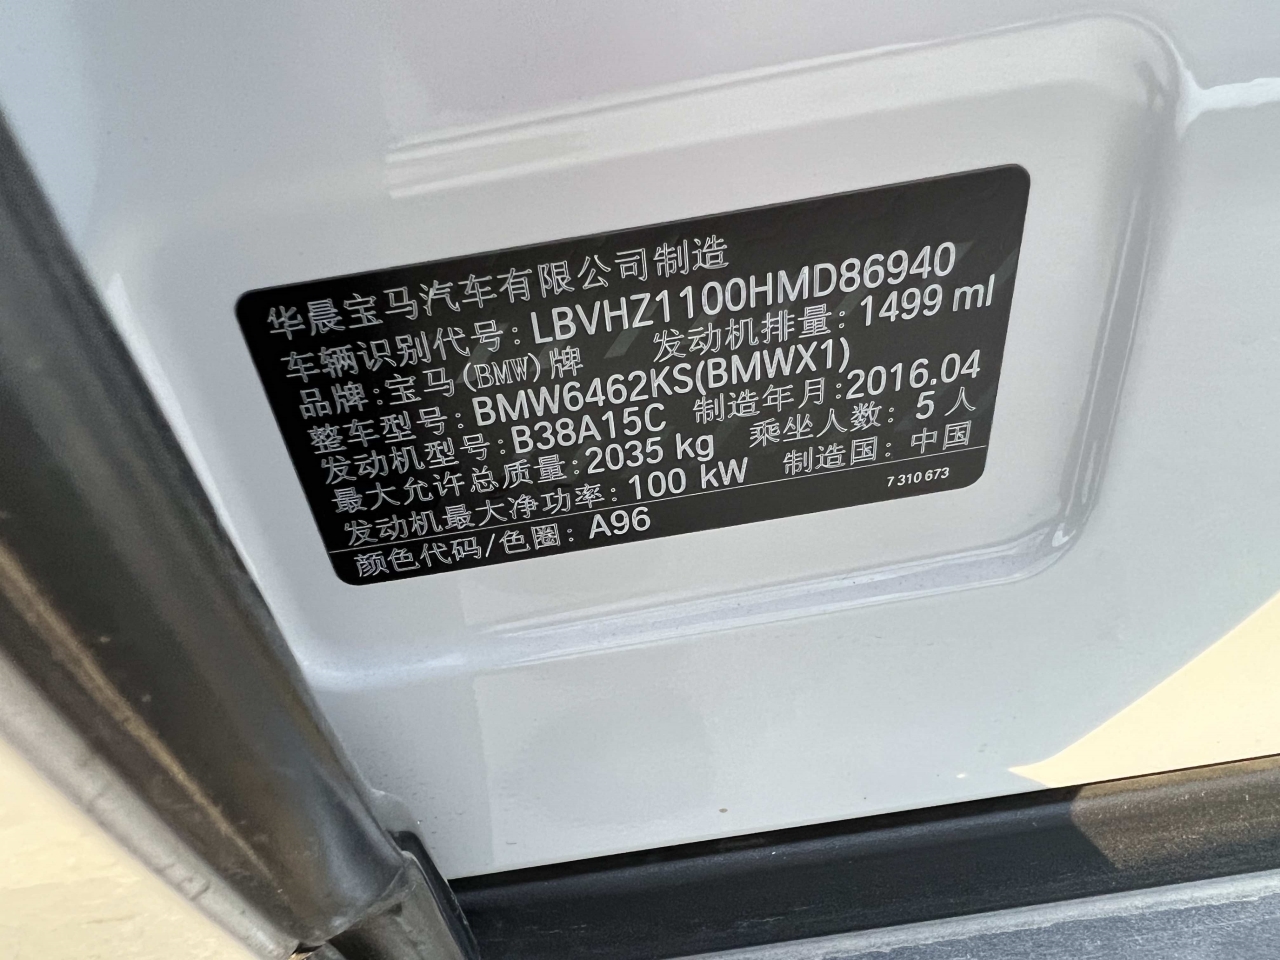 华晨宝马汽车有限公司制造
车辆识别代号: LBVHZ1100HMD86940
品牌:宝马(BMW)牌 发动机排量: 1499 ml
整车型号: BMW6462KS(BMWX1)
发动机型号: B38A15C 制造年月:2016.04
最大允许总质量:2035 kg 乘坐人数: 5 人
发动机最大净功率: 100 kW 制造国: 中国
颜色代码/色圈: A96 7 310 673